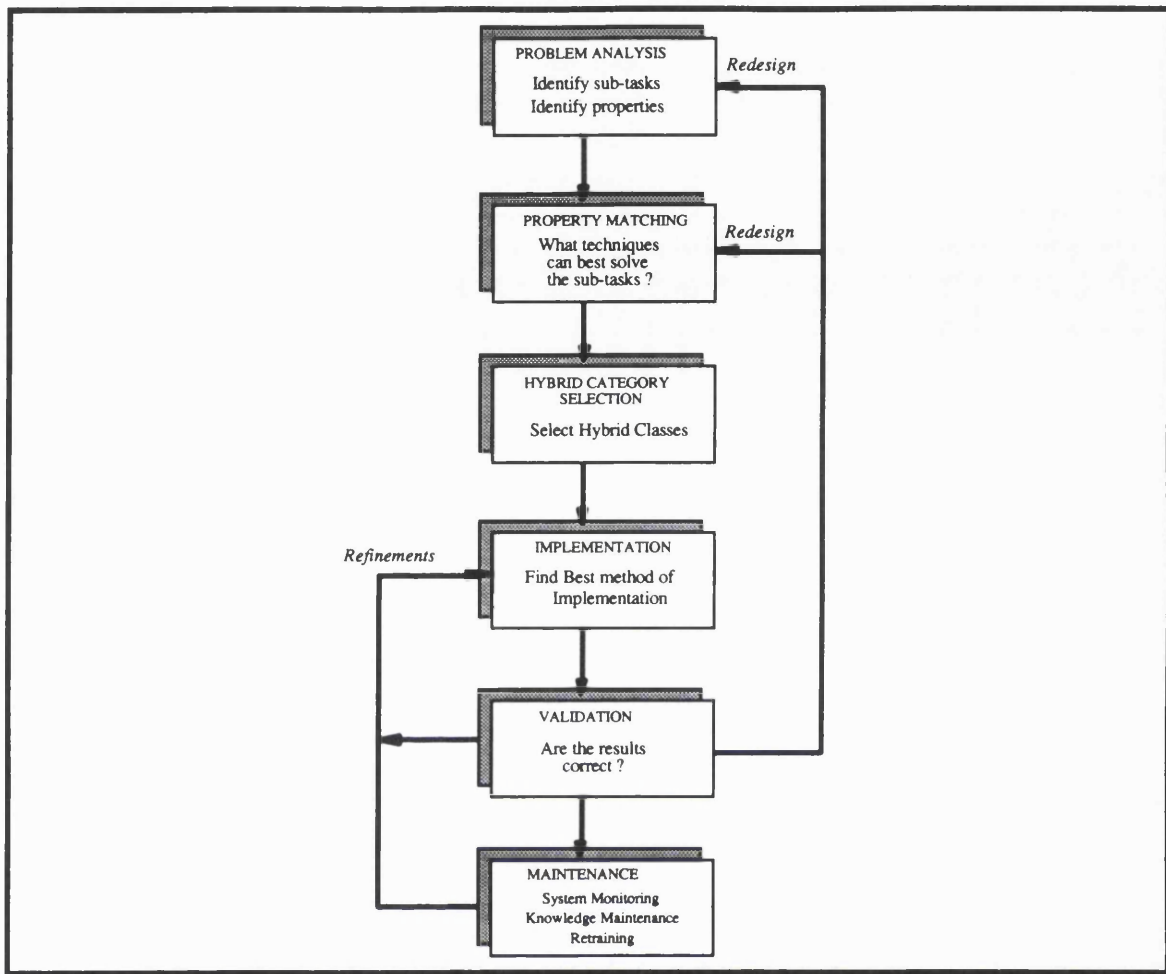 PROBLEM ANALYSIS
Redesign
Identify sub-tasks
Identify properties
PROPERTY MATCHING
Redesign
What techniques
can best solve
the sub-tasks ?
HYBRID CATEGORY
SELECTION
Select Hybrid Classes
IMPLEMENTATION
Refinements
Find Best method of
Implementation
VALIDATION
Are the results
correct ?
MAINTENANCE
System Monitoring
Knowledge Maintenance
Retraining